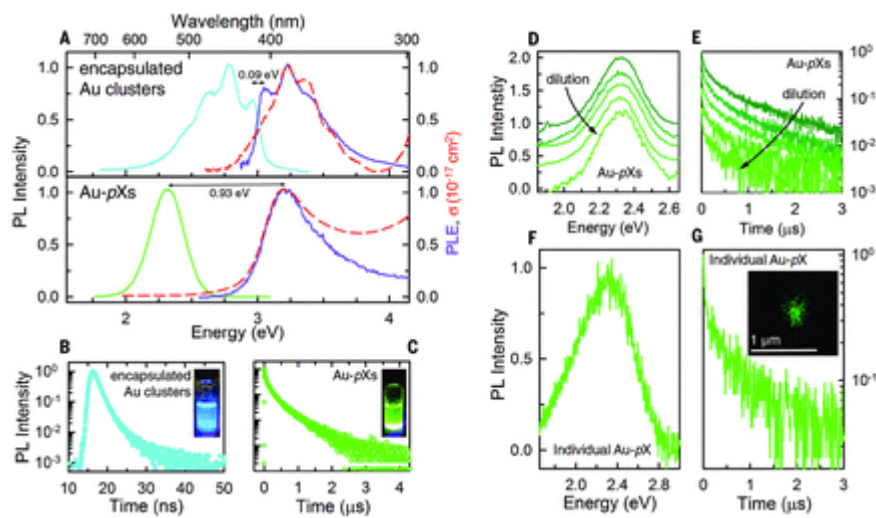 Wavelength (nm)
700 600 500 400 300
A
encapsulated
Au clusters
0.09 eV
1.0
0.5
0.0
1.0
0.5
0.0
PL Intensity
Au-pXs
0.93 eV
1.0
0.5
0.0
1.0
0.5
0.0
PLE, σ (10⁻¹⁷ cm²)
2 3 4
Energy (eV)
B
encapsulated
Au clusters
PL Intensity
10⁰
10⁻¹
10⁻²
10⁻³
10 20 30 40 50
Time (ns)
C
Au-pXs
0 1 2 3 4
Time (µs)
D
2.0
1.5
1.0
0.5
0.0
PL Intensity
dilution
Au-pXs
2.0 2.2 2.4 2.6
Energy (eV)
E
Au-pXs
dilution
10⁰
10⁻¹
10⁻²
10⁻³
0 1 2 3
Time (µs)
F
1.0
0.5
0.0
PL Intensity
Individual Au-pX
2.0 2.4 2.8
Energy (eV)
G
Individual Au-pX
1 µm
10⁰
10⁻¹
0 1 2 3
Time (µs)